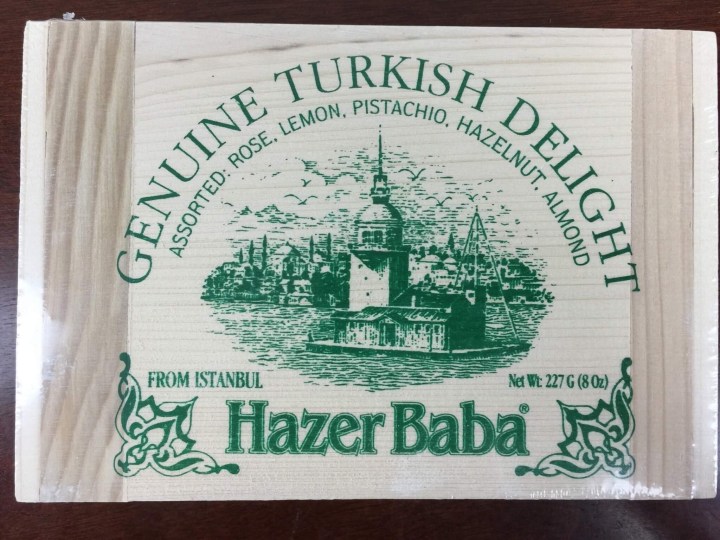 GENUINE TURKISH DELIGHT
ASSORTED: ROSE, LEMON, PISTACHIO, HAZELNUT, ALMOND
FROM ISTANBUL
Net Wt: 227 G (8 Oz)
Hazer Baba®